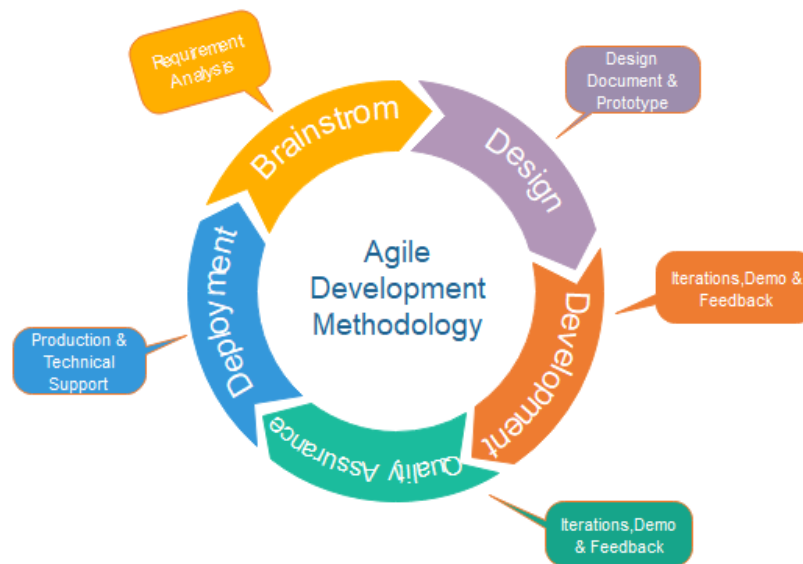 Requirement
Analysis
Brainstrom
Design
Document &
Prototype
Design
Agile
Development
Methodology
Iterations,Demo &
Feedback
Development
Production &
Technical
Support
Deployment
Quality Assurance
Iterations,Demo
& Feedback